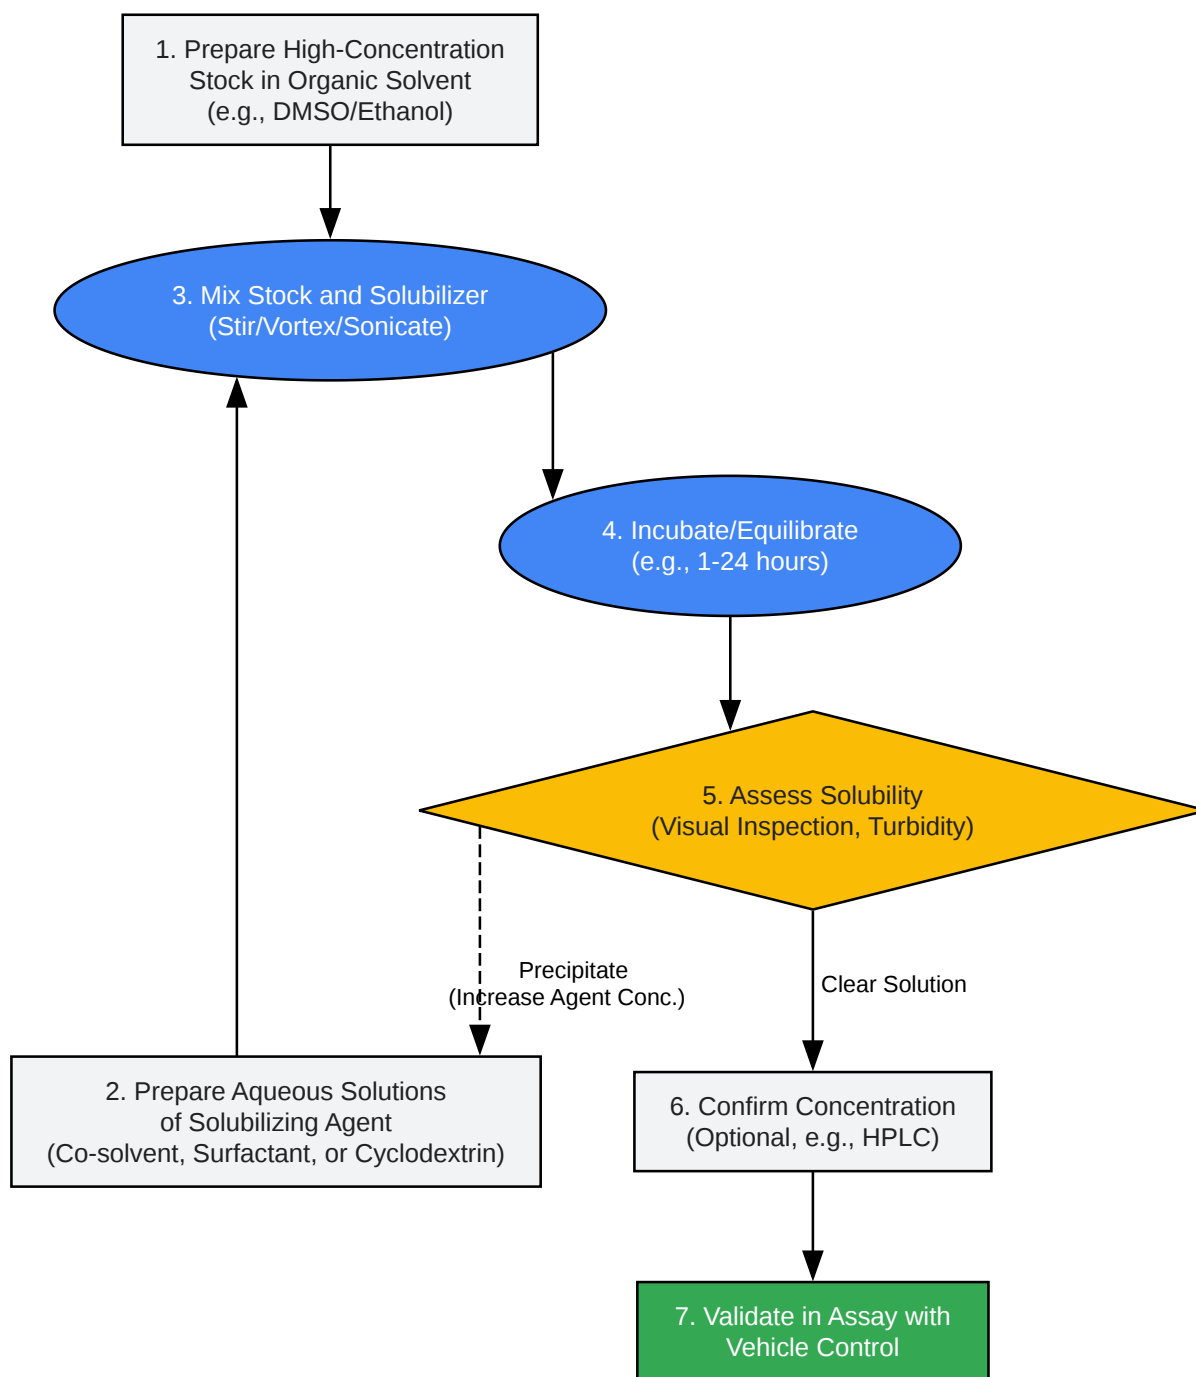 1. Prepare High-Concentration
Stock in Organic Solvent
(e.g., DMSO/Ethanol)
3. Mix Stock and Solubilizer
(Stir/Vortex/Sonicate)
4. Incubate/Equilibrate
(e.g., 1-24 hours)
5. Assess Solubility
(Visual Inspection, Turbidity)
Precipitate
(Increase Agent Conc.)
Clear Solution
2. Prepare Aqueous Solutions
of Solubilizing Agent
(Co-solvent, Surfactant, or Cyclodextrin)
6. Confirm Concentration
(Optional, e.g., HPLC)
7. Validate in Assay with
Vehicle Control